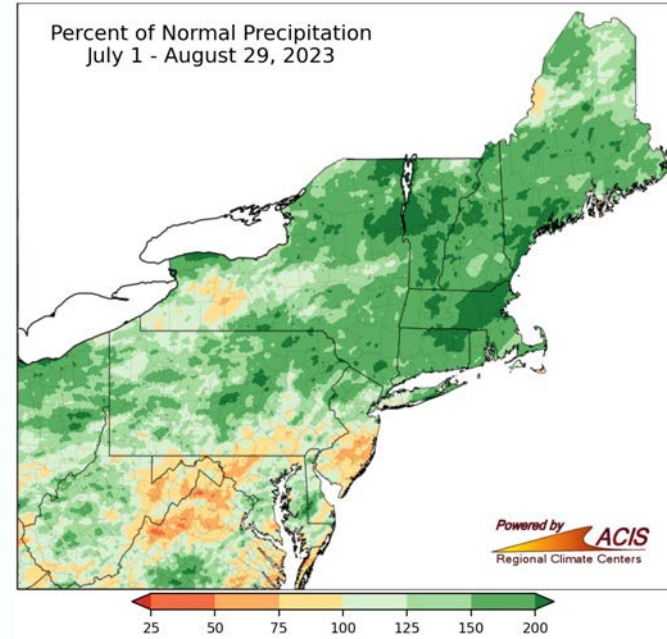 Percent of Normal Precipitation
July 1 - August 29, 2023
Powered by
ACIS
Regional Climate Centers
25 50 75 100 125 150 200